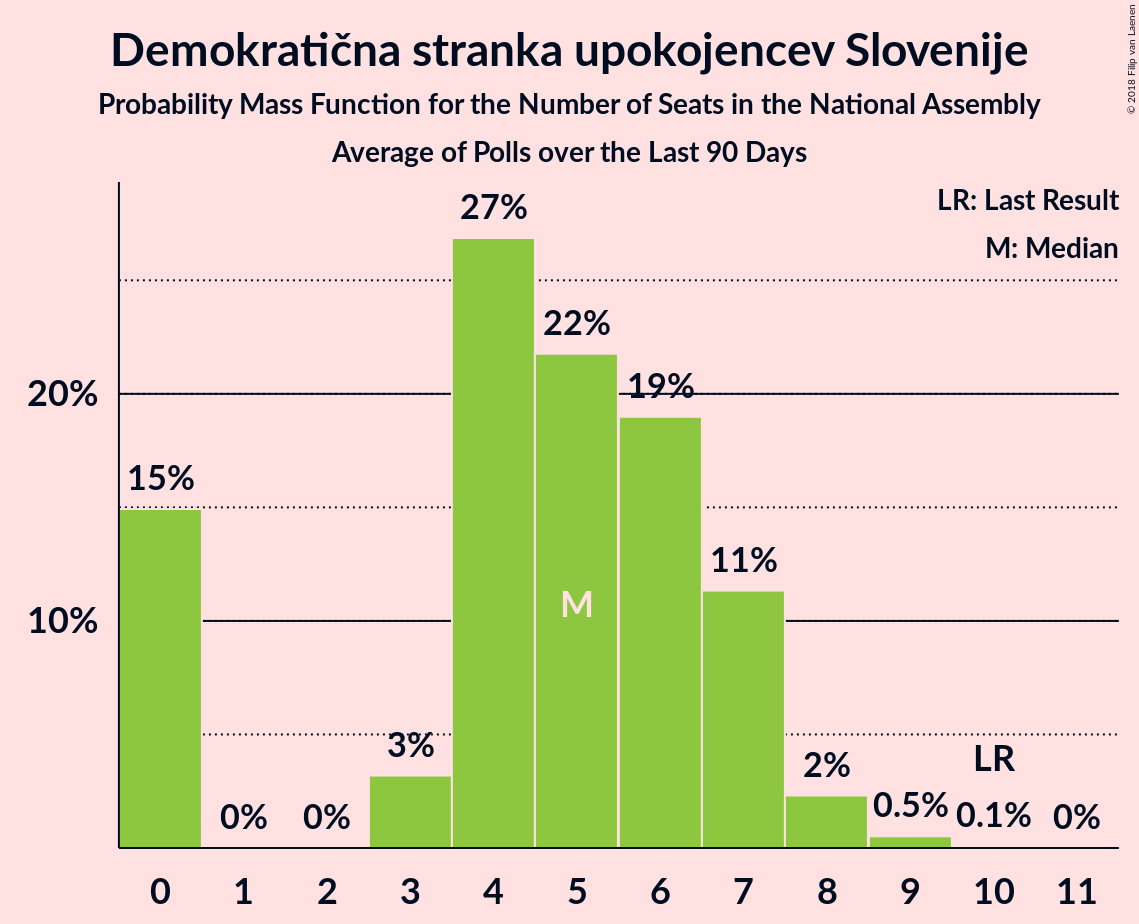 Demokratična stranka upokojencev Slovenije
Probability Mass Function for the Number of Seats in the National Assembly
Average of Polls over the Last 90 Days
© 2018 Filip van Laenen
LR: Last Result
M: Median
27%
22%
20%
19%
15%
11%
M
10%
3%
LR
2%
0.5%
0.1%
0%
0%
0%
0 1 2 3 4 5 6 7 8 9 10 11